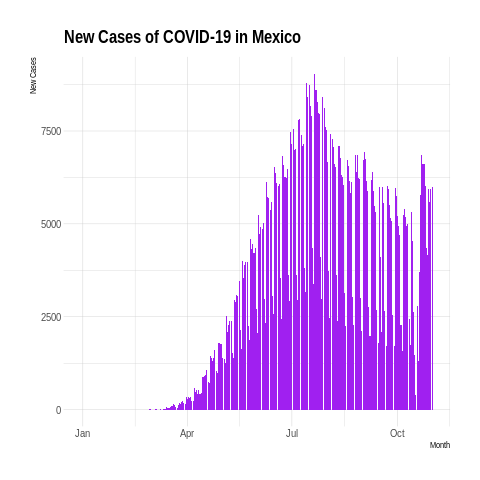 New Cases of COVID-19 in Mexico
New Cases
7500
5000
2500
0
Jan Apr Jul Oct
Month